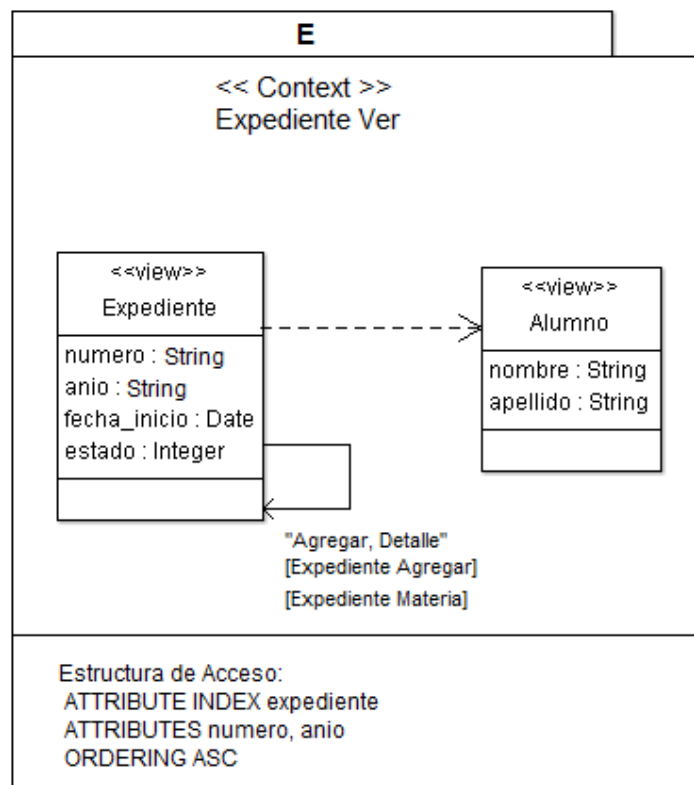 E
<< Context >>
Expediente Ver
<<view>>
Expediente
numero : String
anio : String
fecha_inicio : Date
estado : Integer
<<view>>
Alumno
nombre : String
apellido : String
"Agregar, Detalle"
[Expediente Agregar]
[Expediente Materia]
Estructura de Acceso:
ATTRIBUTE INDEX expediente
ATTRIBUTES numero, anio
ORDERING ASC